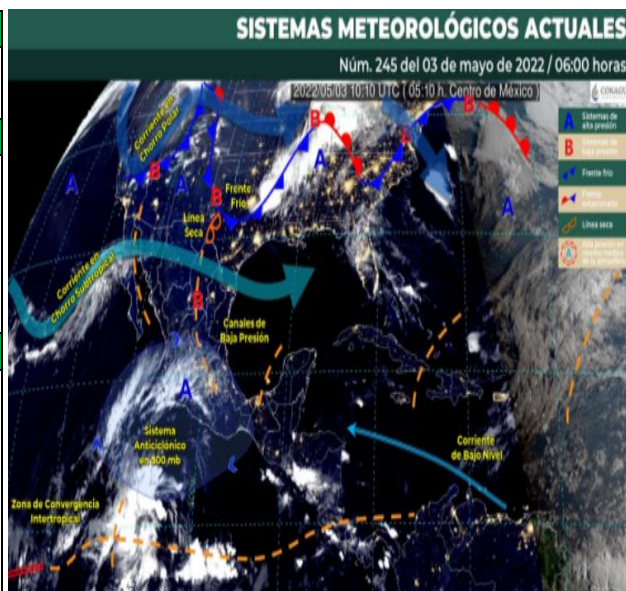 SISTEMAS METEOROLÓGICOS ACTUALES
Núm. 245 del 03 de mayo de 2022 / 06:00 horas
2022/05/03 10:10 UTC ( 05:10 h. Centro de México )
CONAGUA
Corriente en
Chorro Polar
B
B
B
A
Sistemas de
alta presión
B
Sistemas de
baja presión
Frente frío
Frente
estacionario
Línea seca
A
A
A
B
B
A
A
Frente
Frío
Línea
Seca
Corriente en
Chorro Subtropical
B
Canales de
Baja Presión
A
Sistema
Anticiclónico
en 500 mb
Corriente
de Bajo Nivel
Zona de Convergencia
Intertropical